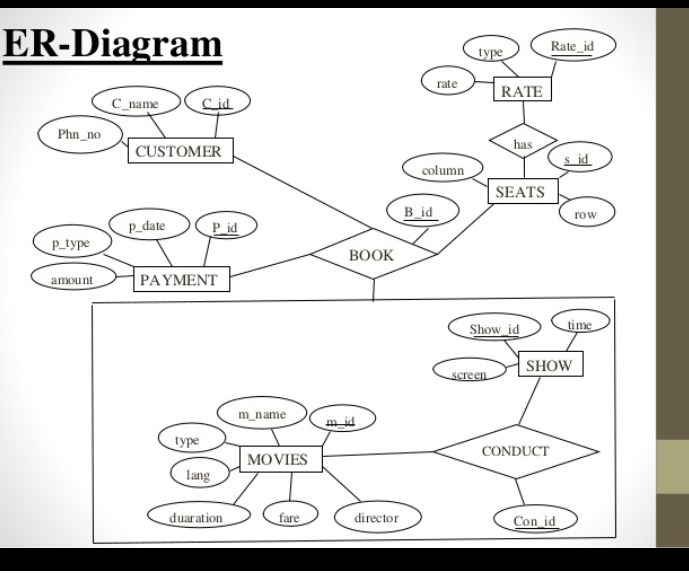 ER-Diagram
type
Rate_id
rate
RATE
C_name
C_id
Phn_no
CUSTOMER
has
s_id
column
SEATS
row
B_id
p_date
P_id
p_type
BOOK
amount
PAYMENT
Show_id
time
screen
SHOW
m_name
m_id
type
MOVIES
CONDUCT
lang
duaration
fare
director
Con_id